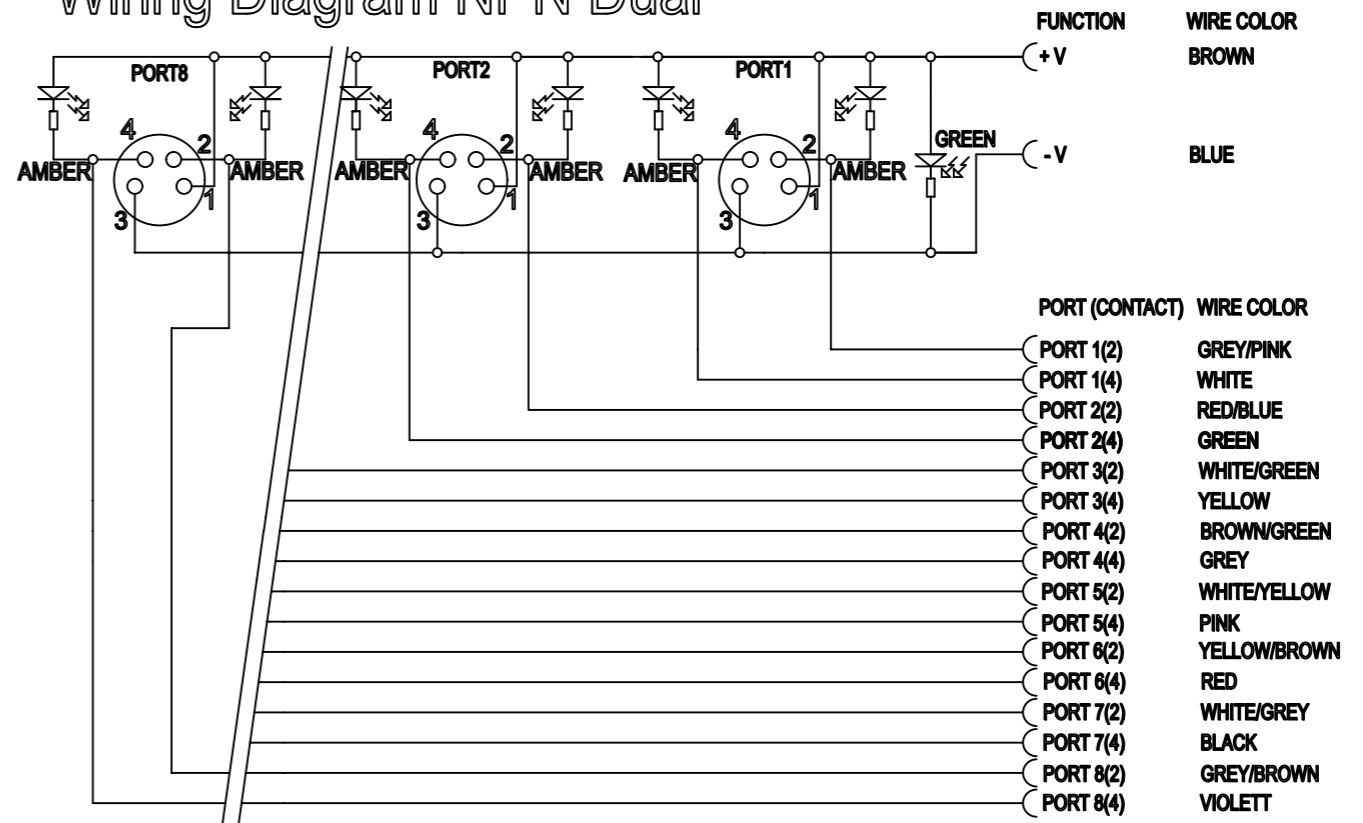 Wiring Diagram NPN Dual
FUNCTION WIRE COLOR
+ V BROWN
PORT8 PORT2 PORT1
4 2 4 2 4 2
GREEN
- V BLUE
AMBER AMBER AMBER AMBER AMBER AMBER
3 1 3 1 3 1
PORT (CONTACT) WIRE COLOR
PORT 1(2) GREY/PINK
PORT 1(4) WHITE
PORT 2(2) RED/BLUE
PORT 2(4) GREEN
PORT 3(2) WHITE/GREEN
PORT 3(4) YELLOW
PORT 4(2) BROWN/GREEN
PORT 4(4) GREY
PORT 5(2) WHITE/YELLOW
PORT 5(4) PINK
PORT 6(2) YELLOW/BROWN
PORT 6(4) RED
PORT 7(2) WHITE/GREY
PORT 7(4) BLACK
PORT 8(2) GREY/BROWN
PORT 8(4) VIOLETT